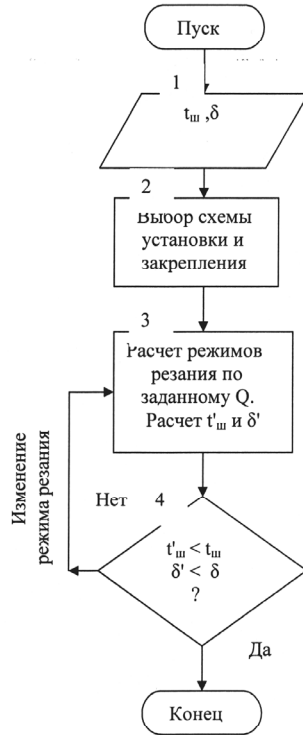 Пуск
1
tш ,δ
2
Выбор схемы
установки и
закрепления
3
Расчет режимов
резания по
заданному Q.
Расчет t'ш и δ'
Изменение
режима резания
Нет 4
t'ш < tш
δ' < δ
?
Да
Конец